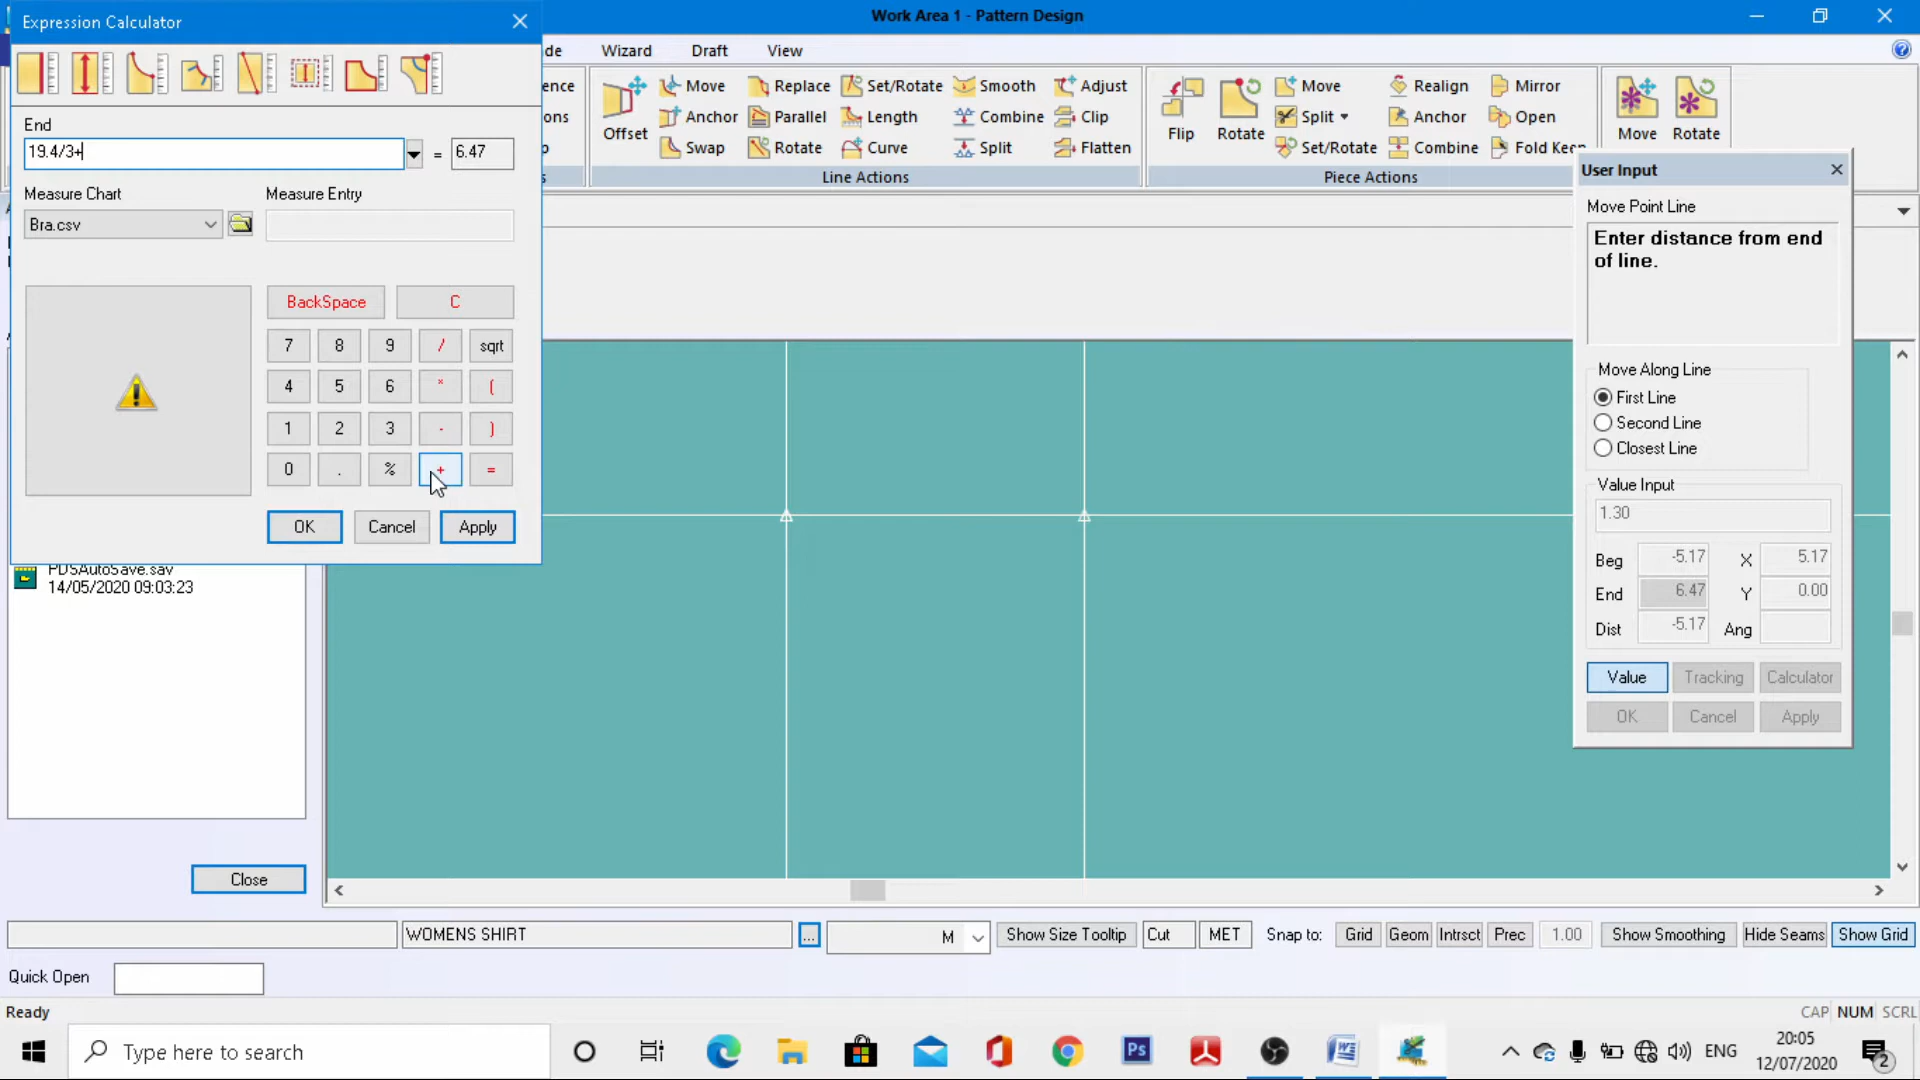 Expression Calculator
Work Area 1 - Pattern Design
de Wizard Draft View
End
19.4/3+ = 6.47
Measure Chart Measure Entry
Bra.csv
BackSpace C
7 8 9 / sqrt
4 5 6 * (
1 2 3 - )
0 . % + =
OK Cancel Apply
ence
ons
p
s
Offset
Move Replace Set/Rotate Smooth Adjust
Anchor Parallel Length Combine Clip
Swap Rotate Curve Split Flatten
Line Actions
Flip Rotate
Move Realign Mirror
Split Anchor Open
Set/Rotate Combine Fold Keep
Piece Actions
Move Rotate
User Input
Move Point Line
Enter distance from end
of line.
Move Along Line
First Line
Second Line
Closest Line
Value Input
1.30
Beg -5.17 X 5.17
End 6.47 Y 0.00
Dist -5.17 Ang
Value Tracking Calculator
OK Cancel Apply
PDSAutoSave.sav
14/05/2020 09:03:23
Close
WOMENS SHIRT ... M Show Size Tooltip Cut MET Snap to: Grid Geom Intrsct Prec 1.00 Show Smoothing Hide Seams Show Grid
Quick Open
Ready CAP NUM SCRL
Type here to search
Ps
ENG
20:05
12/07/2020
2